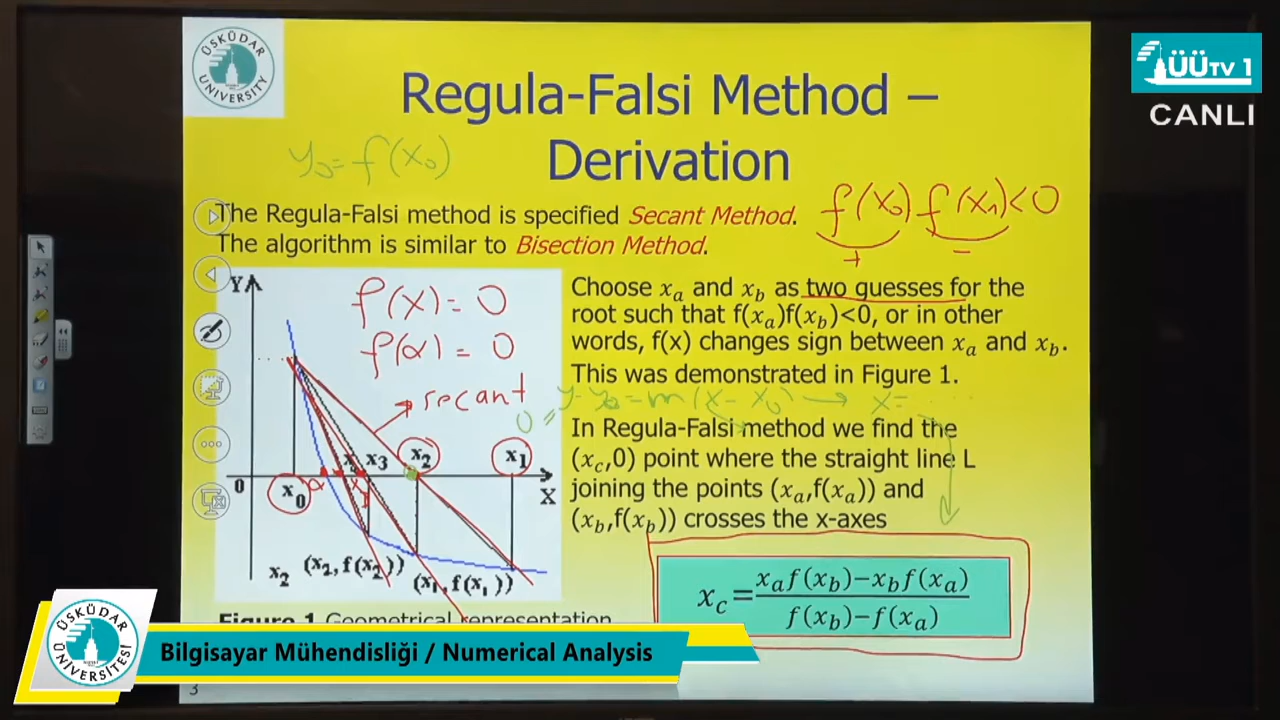 ÜSKÜDAR
UNIVERSITY
ÜÜTV 1
CANLI
Regula-Falsi Method –
Derivation
y₀ = f(x₀)
The Regula-Falsi method is specified Secant Method.
The algorithm is similar to Bisection Method.
f(x₀) f(x₁) < 0
+ −
Y
f(x) = 0
f(α) = 0
secant
x₃ x₂ x₁
0 x₀ α X
x₂ (x₂, f(x₂)) (x₁, f(x₁))
Figure 1 Geometrical representation
Choose xₐ and x_b as two guesses for the
root such that f(xₐ)f(x_b)<0, or in other
words, f(x) changes sign between xₐ and x_b.
This was demonstrated in Figure 1.
0 y - y₀ = m(x - x₀) → x = ...
In Regula-Falsi method we find the
(x_c,0) point where the straight line L
joining the points (xₐ,f(xₐ)) and
(x_b,f(x_b)) crosses the x-axes
x_c = (xₐf(x_b)−x_bf(xₐ)) / (f(x_b)−f(xₐ))
ÜSKÜDAR
ÜNİVERSİTESİ
Bilgisayar Mühendisliği / Numerical Analysis
3